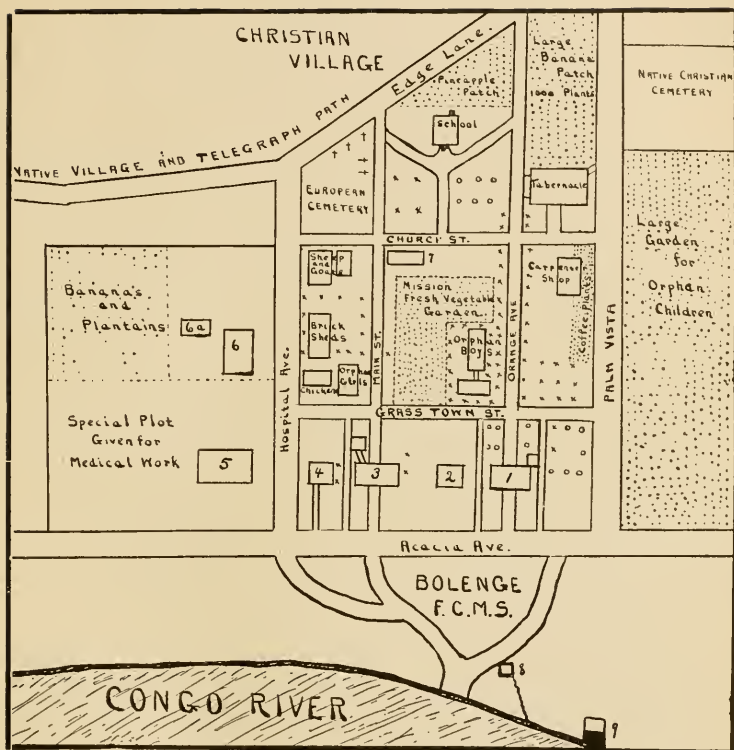 CHRISTIAN
VILLAGE
Edge Lane.
Pineapple
Patch
School
Large
Banana
Patch
1000 Plants
NATIVE CHRISTIAN
CEMETERY
NATIVE VILLAGE AND TELEGRAPH PATH
EUROPEAN
CEMETERY
Tabernacle
CHURCH ST.
Large
Garden
for
Orphan
Children
Banana's
and
Plantains
6a
6
Sheep
and
Goats
7
Mission
Fresh Vegetable
Garden.
Carpenter
Shop
Coffee Plants
Brick
Sheds
Orphan
Boys
Chickens
Orphan
Girls
Hospital Ave.
MAIN ST.
ORANGE AVE
PALM VISTA
GRASS TOWN ST.
Special Plot
Given for
Medical Work
5
4
3
2
1
Acacia Ave.
BOLENGE
F.C.M.S.
8
CONGO RIVER
9